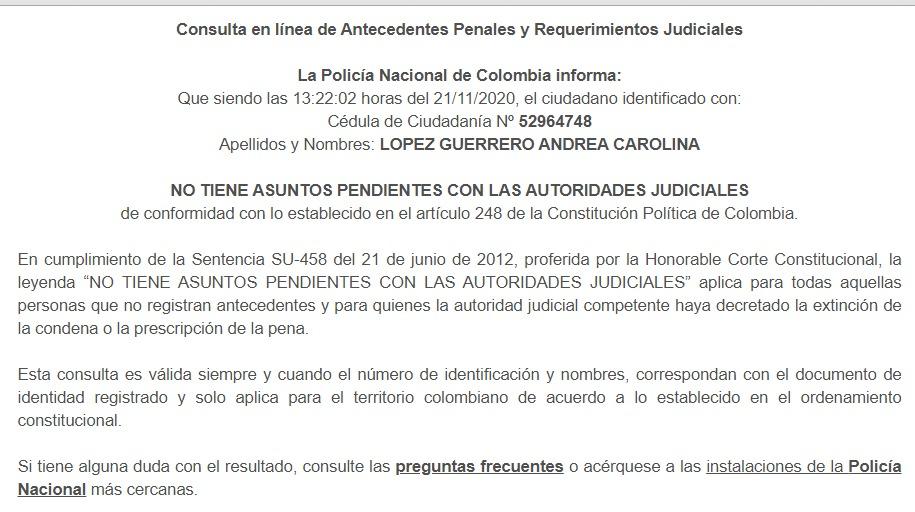 Consulta en línea de Antecedentes Penales y Requerimientos Judiciales
La Policía Nacional de Colombia informa:
Que siendo las 13:22:02 horas del 21/11/2020, el ciudadano identificado con:
Cédula de Ciudadanía Nº 52964748
Apellidos y Nombres: LOPEZ GUERRERO ANDREA CAROLINA
NO TIENE ASUNTOS PENDIENTES CON LAS AUTORIDADES JUDICIALES
de conformidad con lo establecido en el artículo 248 de la Constitución Política de Colombia.
En cumplimiento de la Sentencia SU-458 del 21 de junio de 2012, proferida por la Honorable Corte Constitucional, la
leyenda “NO TIENE ASUNTOS PENDIENTES CON LAS AUTORIDADES JUDICIALES” aplica para todas aquellas
personas que no registran antecedentes y para quienes la autoridad judicial competente haya decretado la extinción de
la condena o la prescripción de la pena.
Esta consulta es válida siempre y cuando el número de identificación y nombres, correspondan con el documento de
identidad registrado y solo aplica para el territorio colombiano de acuerdo a lo establecido en el ordenamiento
constitucional.
Si tiene alguna duda con el resultado, consulte las preguntas frecuentes o acérquese a las instalaciones de la Policía
Nacional más cercanas.